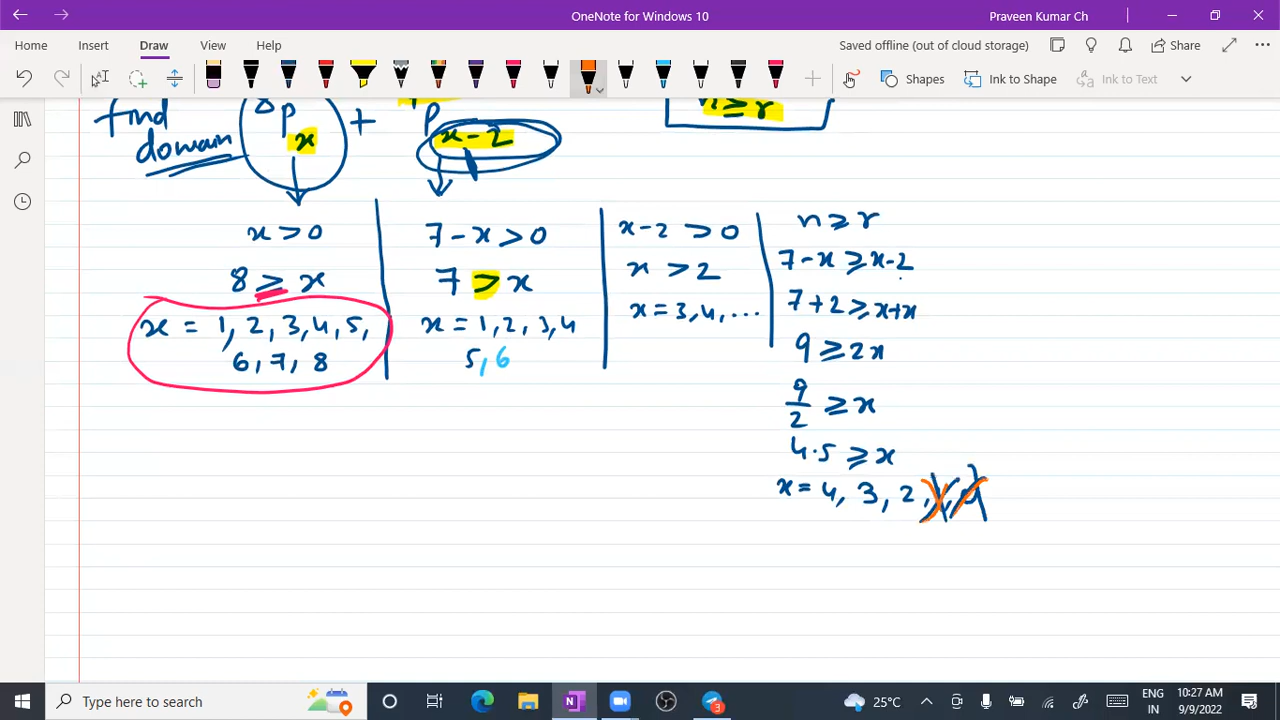 OneNote for Windows 10
Praveen Kumar Ch
Home Insert Draw View Help
Saved offline (out of cloud storage)
Share
Shapes
Ink to Shape
Ink to Text
find domain
8 P x + P x-2
n ≥ r
x > 0
8 ≥ x
x = 1, 2, 3, 4, 5,
6, 7, 8
7 - x > 0
7 > x
x = 1, 2, 3, 4
5, 6
x - 2 > 0
x > 2
x = 3, 4, ...
n ≥ r
7 - x ≥ x - 2
7 + 2 ≥ x + x
9 ≥ 2x
9/2 ≥ x
4.5 ≥ x
x = 4, 3, 2,
Type here to search
3
25°C
ENG
IN
10:27 AM
9/9/2022